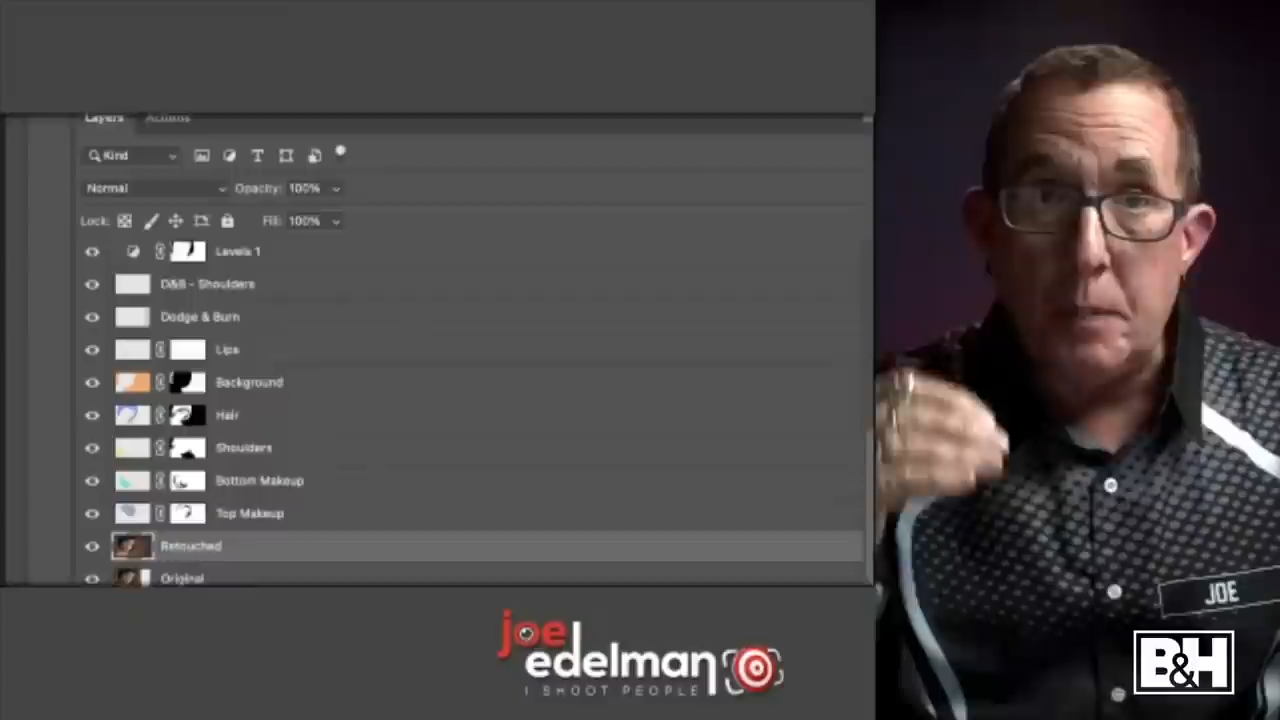 Layers Actions
Kind
Normal Opacity: 100%
Lock: Fill: 100%
Levels 1
D&B - Shoulders
Dodge & Burn
Lips
Background
Hair
Shoulders
Bottom Makeup
Top Makeup
Retouched
Original
joe
edelman
I SHOOT PEOPLE
JOE
B&H